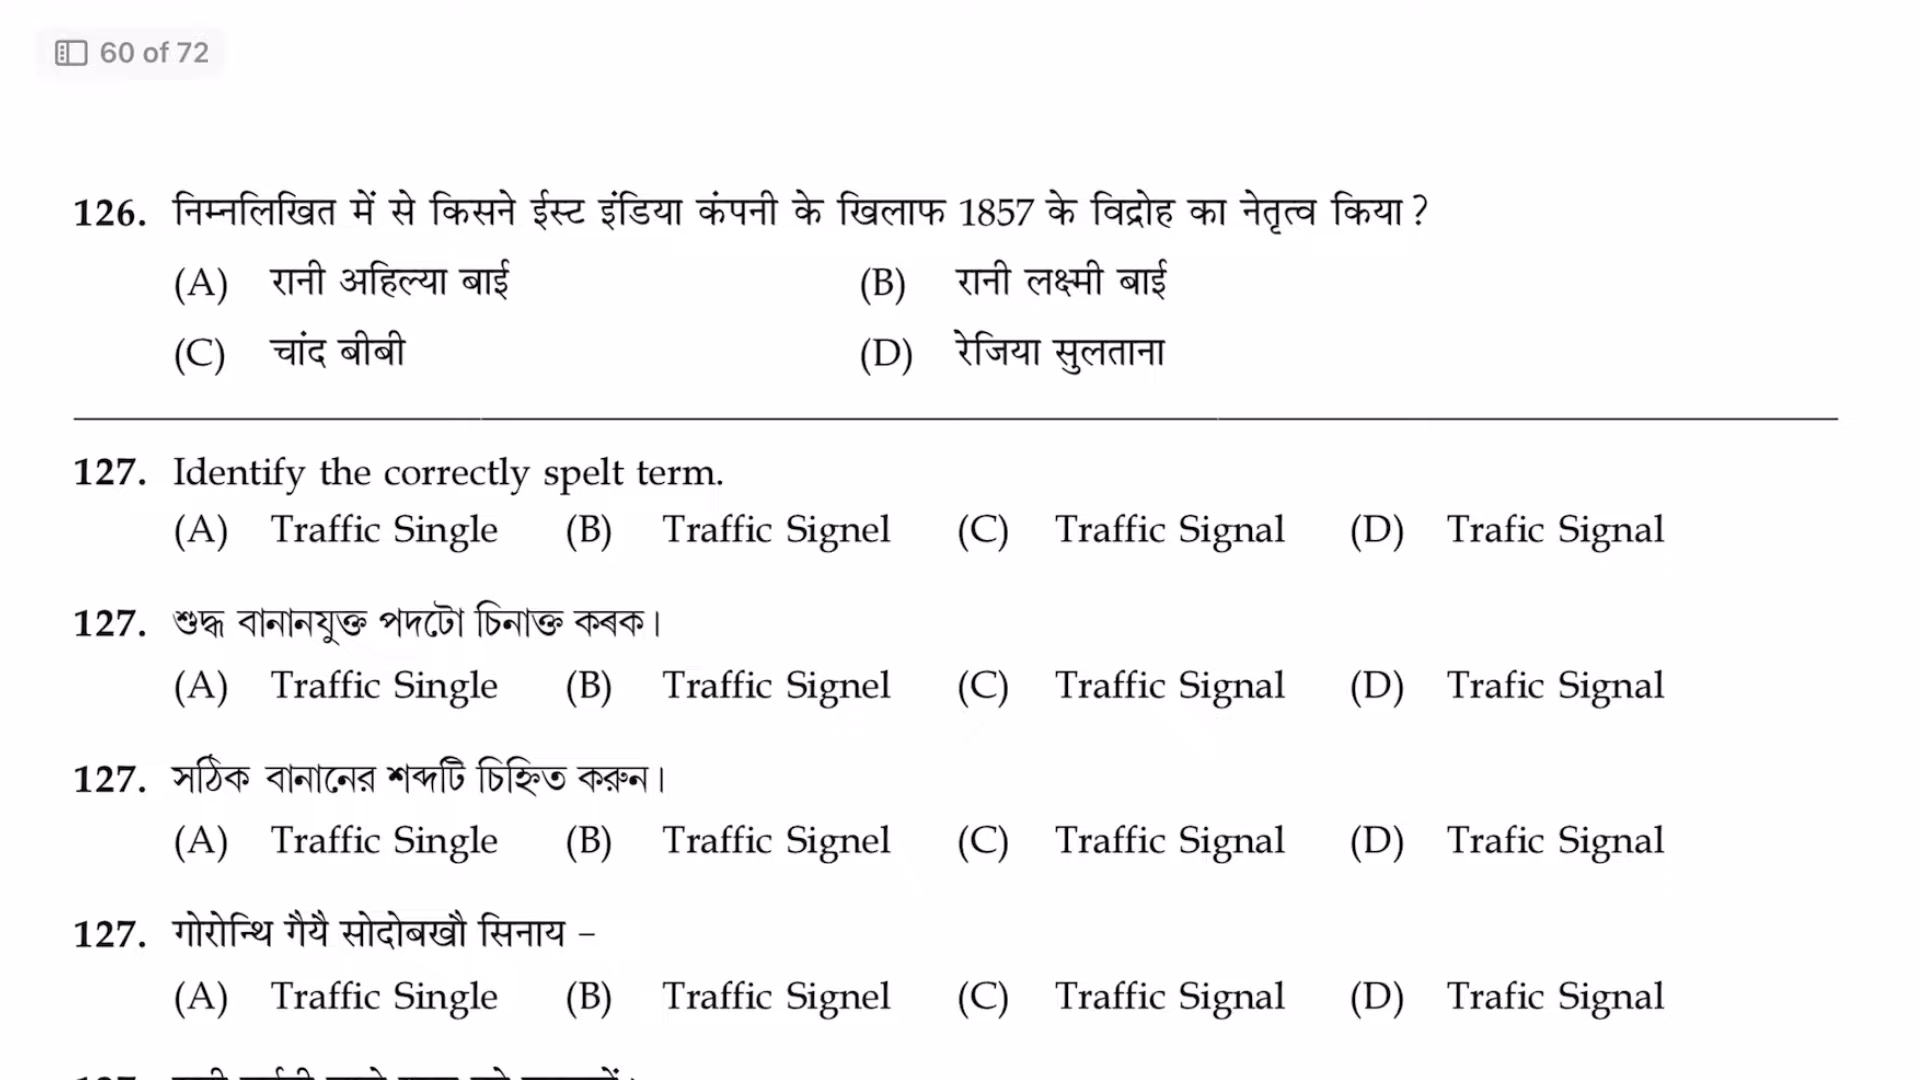 60 of 72
126. निम्नलिखित में से किसने ईस्ट इंडिया कंपनी के खिलाफ 1857 के विद्रोह का नेतृत्व किया ?
(A) रानी अहिल्या बाई (B) रानी लक्ष्मी बाई
(C) चांद बीबी (D) रेजिया सुलताना
127. Identify the correctly spelt term.
(A) Traffic Single (B) Traffic Signel (C) Traffic Signal (D) Trafic Signal
127. শুদ্ধ বানানযুক্ত পদটো চিনাক্ত কৰক।
(A) Traffic Single (B) Traffic Signel (C) Traffic Signal (D) Trafic Signal
127. সঠিক বানানের শব্দটি চিহ্নিত করুন।
(A) Traffic Single (B) Traffic Signel (C) Traffic Signal (D) Trafic Signal
127. गोरोन्थि गैयै सोदोबखौ सिनाय –
(A) Traffic Single (B) Traffic Signel (C) Traffic Signal (D) Trafic Signal